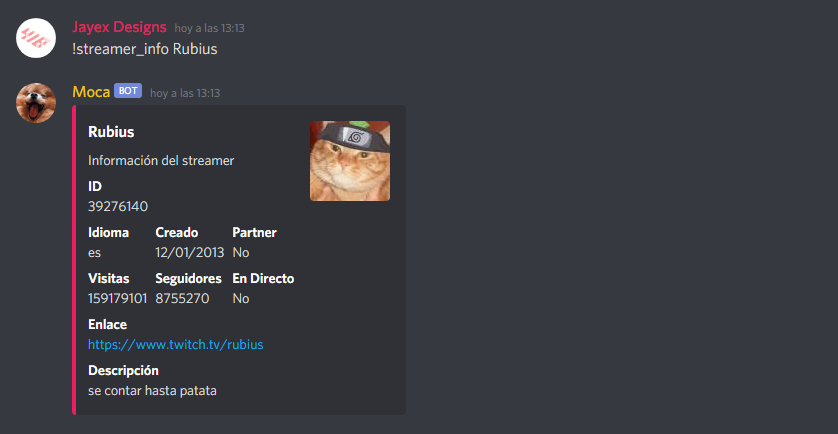 Jayex Designs hoy a las 13:13
!streamer_info Rubius
Moca BOT hoy a las 13:13
Rubius
Información del streamer
ID
39276140
Idioma Creado Partner
es 12/01/2013 No
Visitas Seguidores En Directo
159179101 8755270 No
Enlace
https://www.twitch.tv/rubius
Descripción
se contar hasta patata